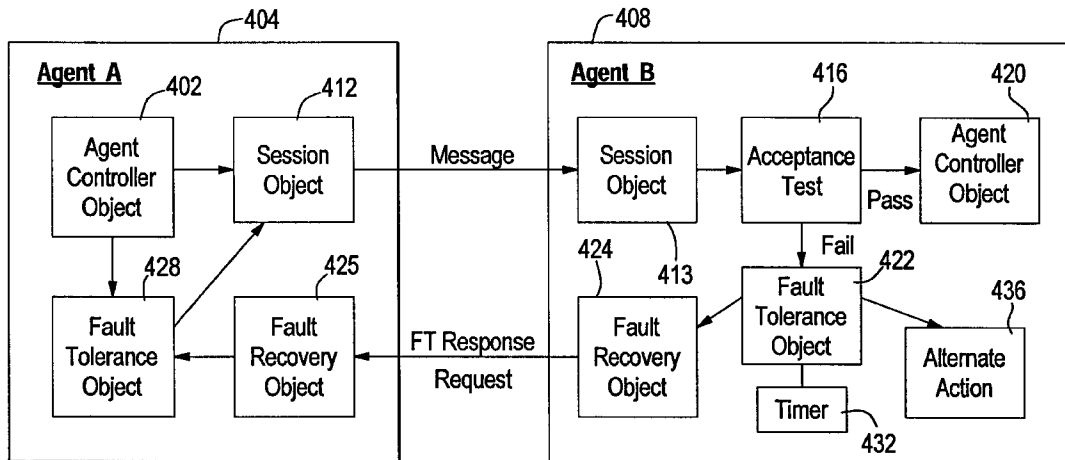 404
408
Agent A
402
412
Agent
Controller
Object
Session
Object
Message
Agent B
416
420
Session
Object
Acceptance
Test
Pass
Agent
Controller
Object
413
Fail
428
425
Fault
Tolerance
Object
Fault
Recovery
Object
FT Response
Request
424
422
436
Fault
Recovery
Object
Fault
Tolerance
Object
Alternate
Action
Timer
432